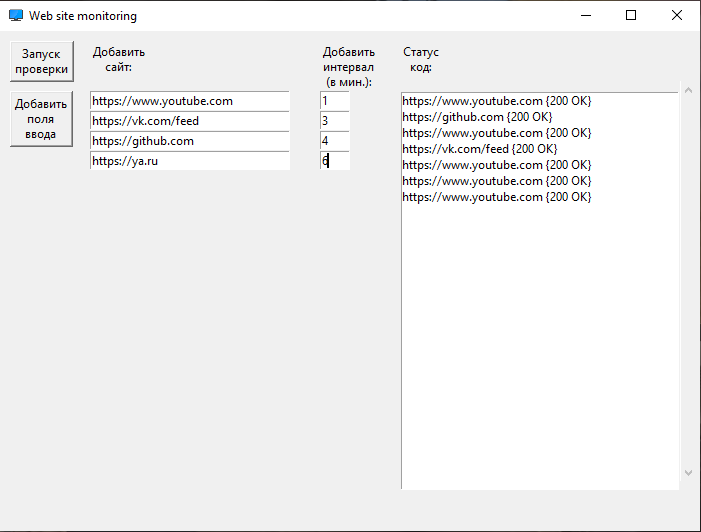 Web site monitoring
Запуск
проверки
Добавить
сайт:
Добавить
интервал
(в мин.):
Статус
код:
Добавить
поля
ввода
https://www.youtube.com
1
https://vk.com/feed
3
https://github.com
4
https://ya.ru
6
https://www.youtube.com {200 OK}
https://github.com {200 OK}
https://www.youtube.com {200 OK}
https://vk.com/feed {200 OK}
https://www.youtube.com {200 OK}
https://www.youtube.com {200 OK}
https://www.youtube.com {200 OK}